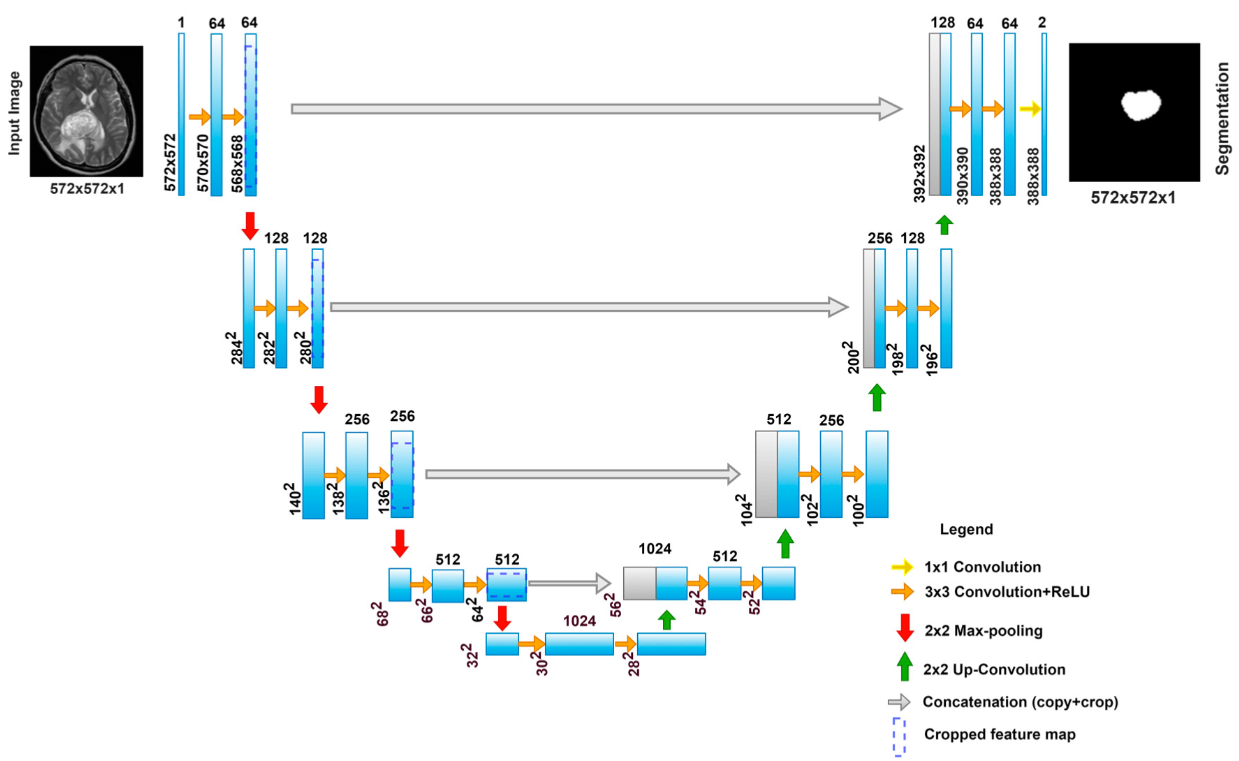 1 64 64
128 64 64 2
Input Image
572x572x1
572x572
570x570
568x568
392x392
390x390
388x388
388x388
572x572x1
Segmentation
128 128
256 128
284²
282²
280²
200²
198²
196²
256 256
512 256
140²
138²
136²
104²
102²
100²
512 512
1024 512
68²
66²
64²
56²
54²
52²
1024
32²
30²
28²
Legend
1x1 Convolution
3x3 Convolution+ReLU
2x2 Max-pooling
2x2 Up-Convolution
Concatenation (copy+crop)
Cropped feature map